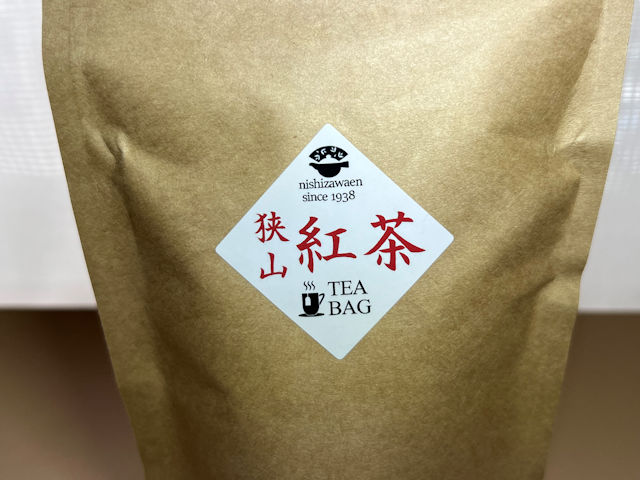 nishizawaen
since 1938
狭山
紅茶
TEA
BAG